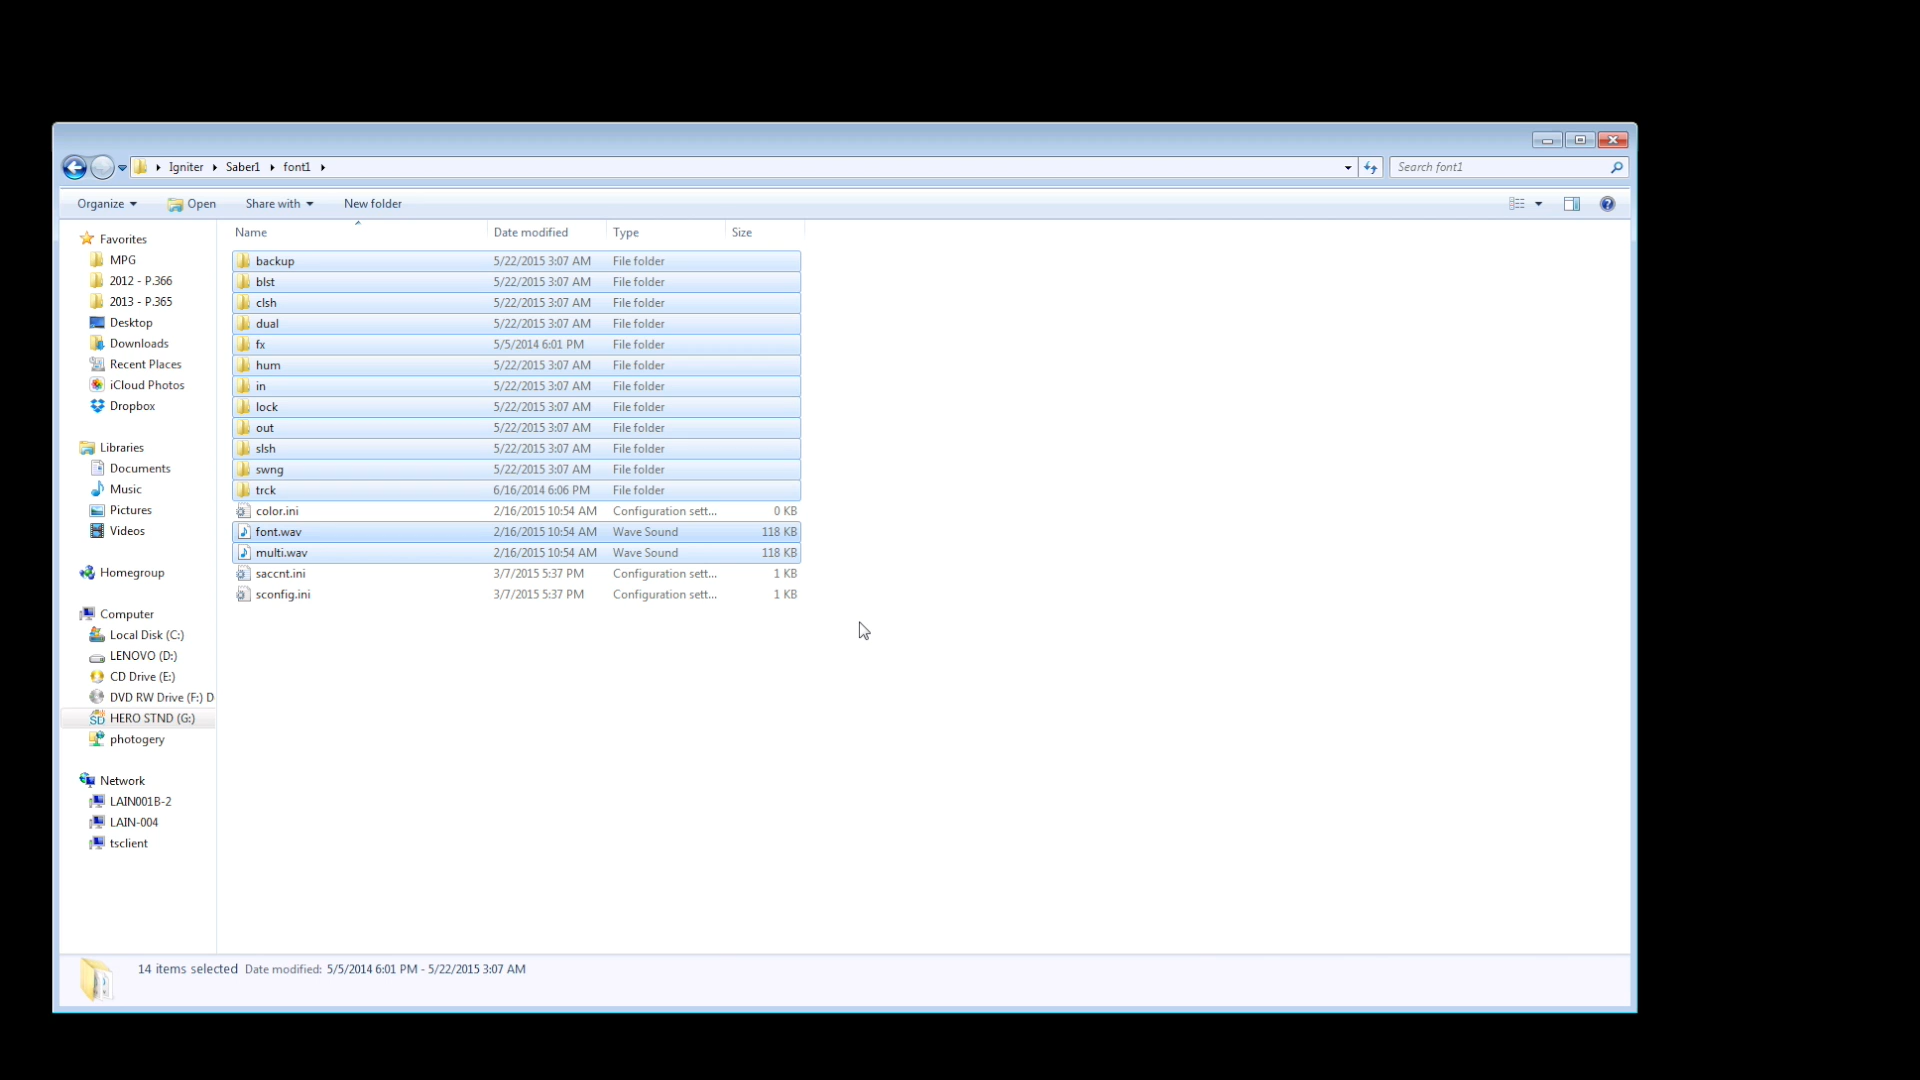 Igniter Saber1 font1
Search font1
Organize Open Share with New folder
Name Date modified Type Size
Favorites
MPG
2012 - P.366
2013 - P.365
Desktop
Downloads
Recent Places
iCloud Photos
Dropbox
Libraries
Documents
Music
Pictures
Videos
Homegroup
Computer
Local Disk (C:)
LENOVO (D:)
CD Drive (E:)
DVD RW Drive (F:) D
HERO STND (G:)
photogery
Network
LAIN001B-2
LAIN-004
tsclient
backup 5/22/2015 3:07 AM File folder
blst 5/22/2015 3:07 AM File folder
clsh 5/22/2015 3:07 AM File folder
dual 5/22/2015 3:07 AM File folder
fx 5/5/2014 6:01 PM File folder
hum 5/22/2015 3:07 AM File folder
in 5/22/2015 3:07 AM File folder
lock 5/22/2015 3:07 AM File folder
out 5/22/2015 3:07 AM File folder
slsh 5/22/2015 3:07 AM File folder
swng 5/22/2015 3:07 AM File folder
trck 6/16/2014 6:06 PM File folder
color.ini 2/16/2015 10:54 AM Configuration sett... 0 KB
font.wav 2/16/2015 10:54 AM Wave Sound 118 KB
multi.wav 2/16/2015 10:54 AM Wave Sound 118 KB
saccnt.ini 3/7/2015 5:37 PM Configuration sett... 1 KB
sconfig.ini 3/7/2015 5:37 PM Configuration sett... 1 KB
14 items selected Date modified: 5/5/2014 6:01 PM - 5/22/2015 3:07 AM